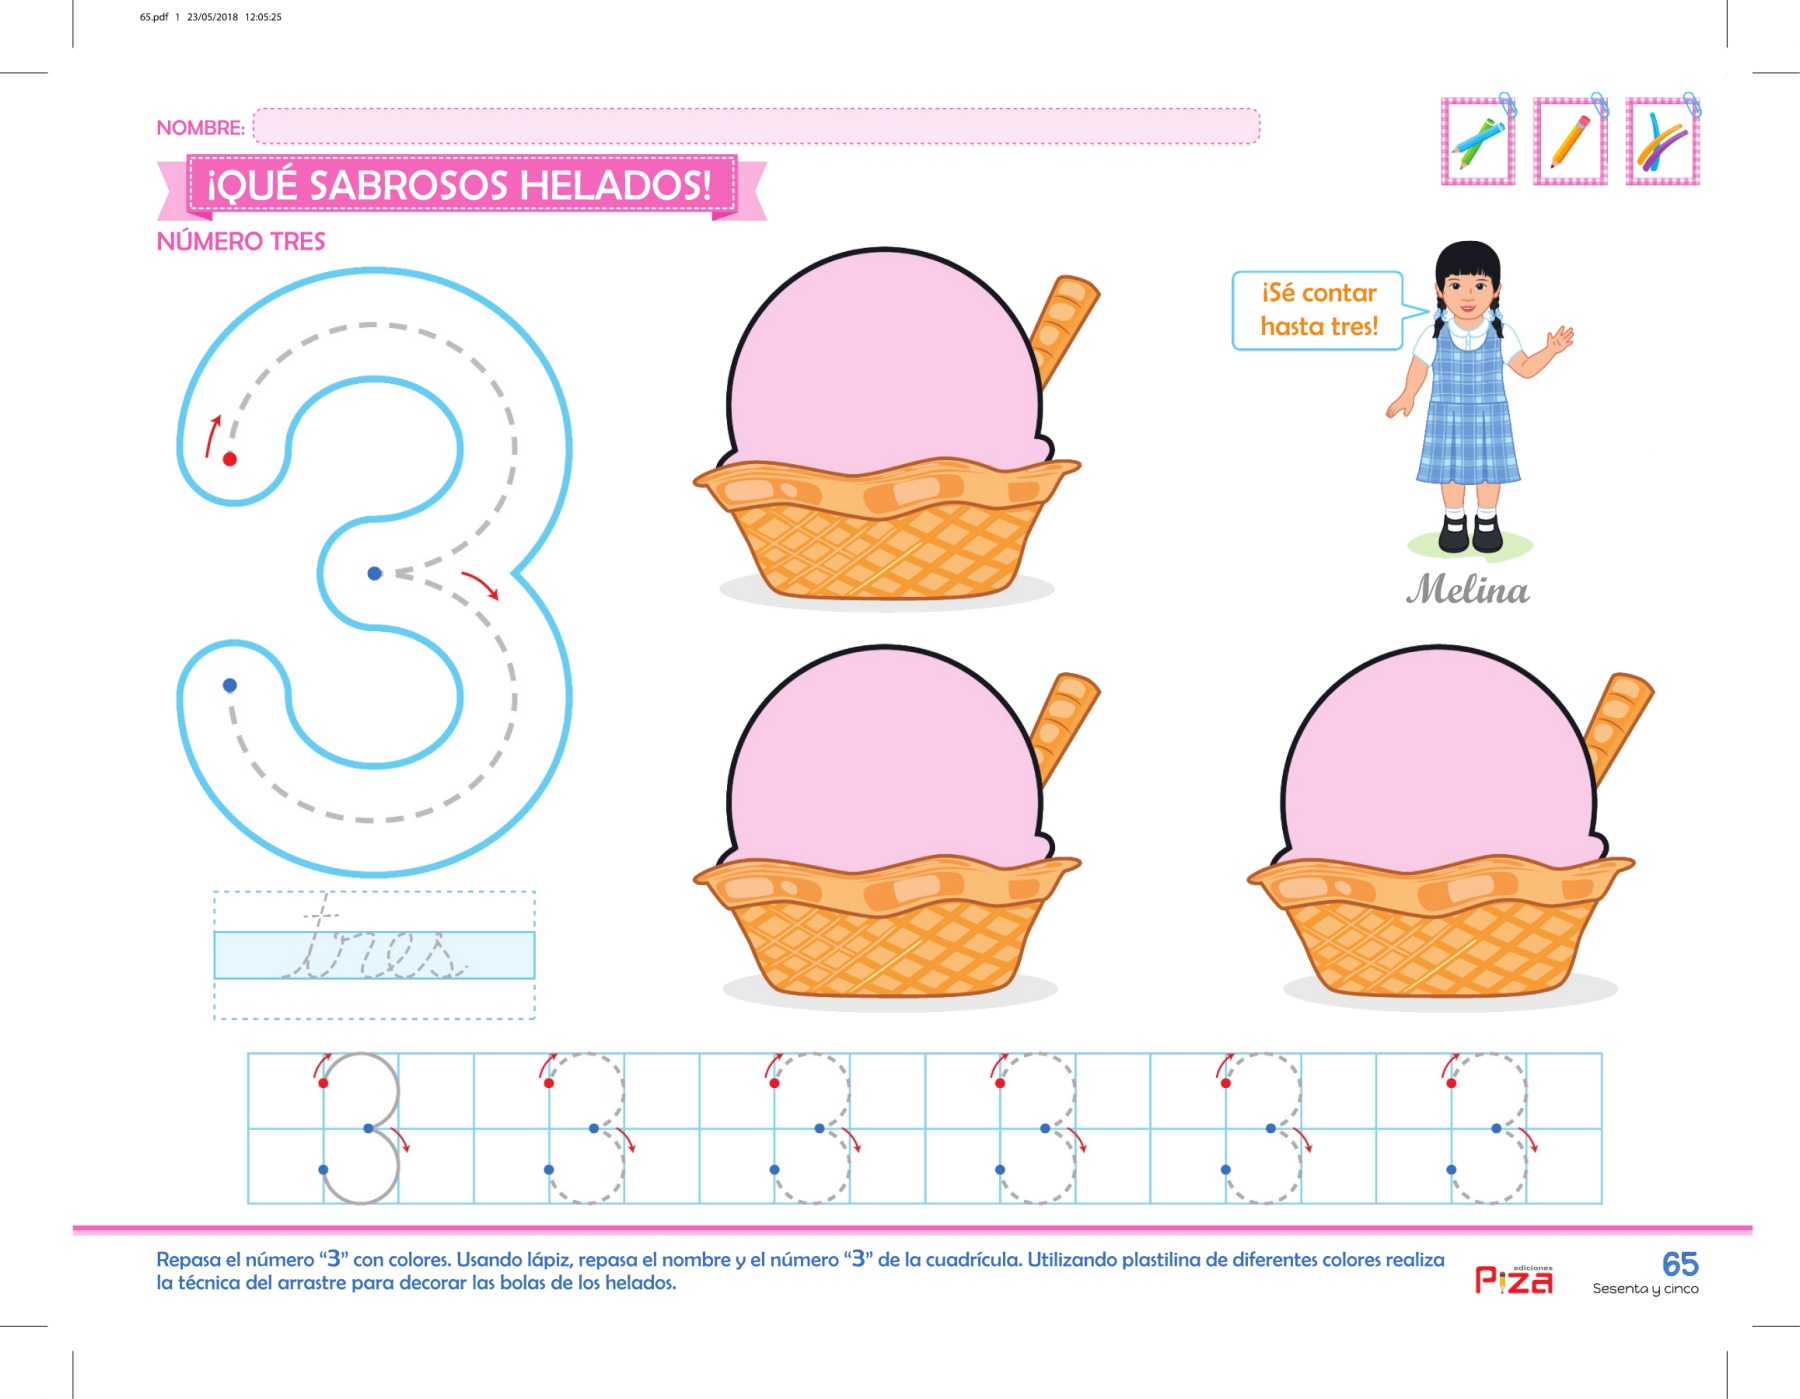 65.pdf 1 23/05/2018 12:05:25
NOMBRE:
¡QUÉ SABROSOS HELADOS!
NÚMERO TRES
3
¡Sé contar
hasta tres!
Melina
tres
3 3 3 3 3 3
Repasa el número “3” con colores. Usando lápiz, repasa el nombre y el número “3” de la cuadrícula. Utilizando plastilina de diferentes colores realiza
la técnica del arrastre para decorar las bolas de los helados.
ediciones
Piza
65
Sesenta y cinco